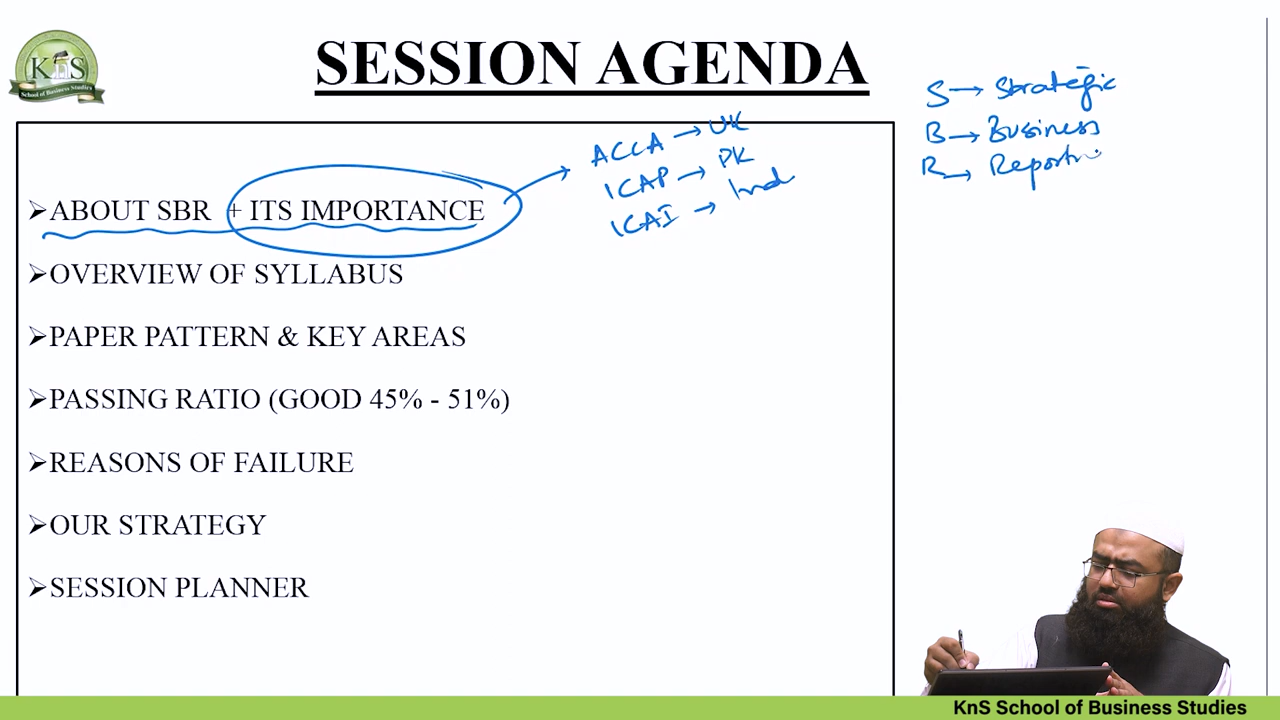 KnS
School of Business Studies
SESSION AGENDA
S → Strategic
B → Business
R → Reportin
ACCA → UK
ICAP → PK
ICAI → Ind
➢ABOUT SBR + ITS IMPORTANCE
➢OVERVIEW OF SYLLABUS
➢PAPER PATTERN & KEY AREAS
➢PASSING RATIO (GOOD 45% - 51%)
➢REASONS OF FAILURE
➢OUR STRATEGY
➢SESSION PLANNER
KnS School of Business Studies